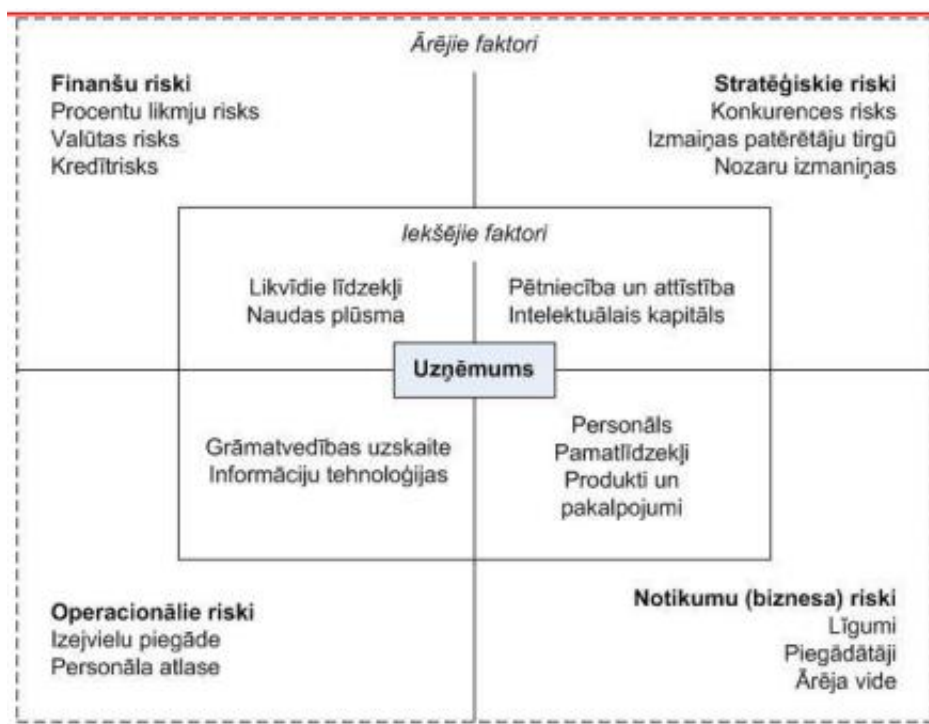 Ārējie faktori
Finanšu riski
Procentu likmju risks
Valūtas risks
Kredītrisks
Stratēģiskie riski
Konkurences risks
Izmaiņas patērētāju tirgū
Nozaru izmaniņas
Iekšējie faktori
Likvīdie līdzekļi
Naudas plūsma
Pētniecība un attīstība
Intelektuālais kapitāls
Uzņēmums
Grāmatvedības uzskaite
Informāciju tehnoloģijas
Personāls
Pamatlīdzekļi
Produkti un
pakalpojumi
Operacionālie riski
Izejvielu piegāde
Personāla atlase
Notikumu (biznesa) riski
Līgumi
Piegādātāji
Ārēja vide